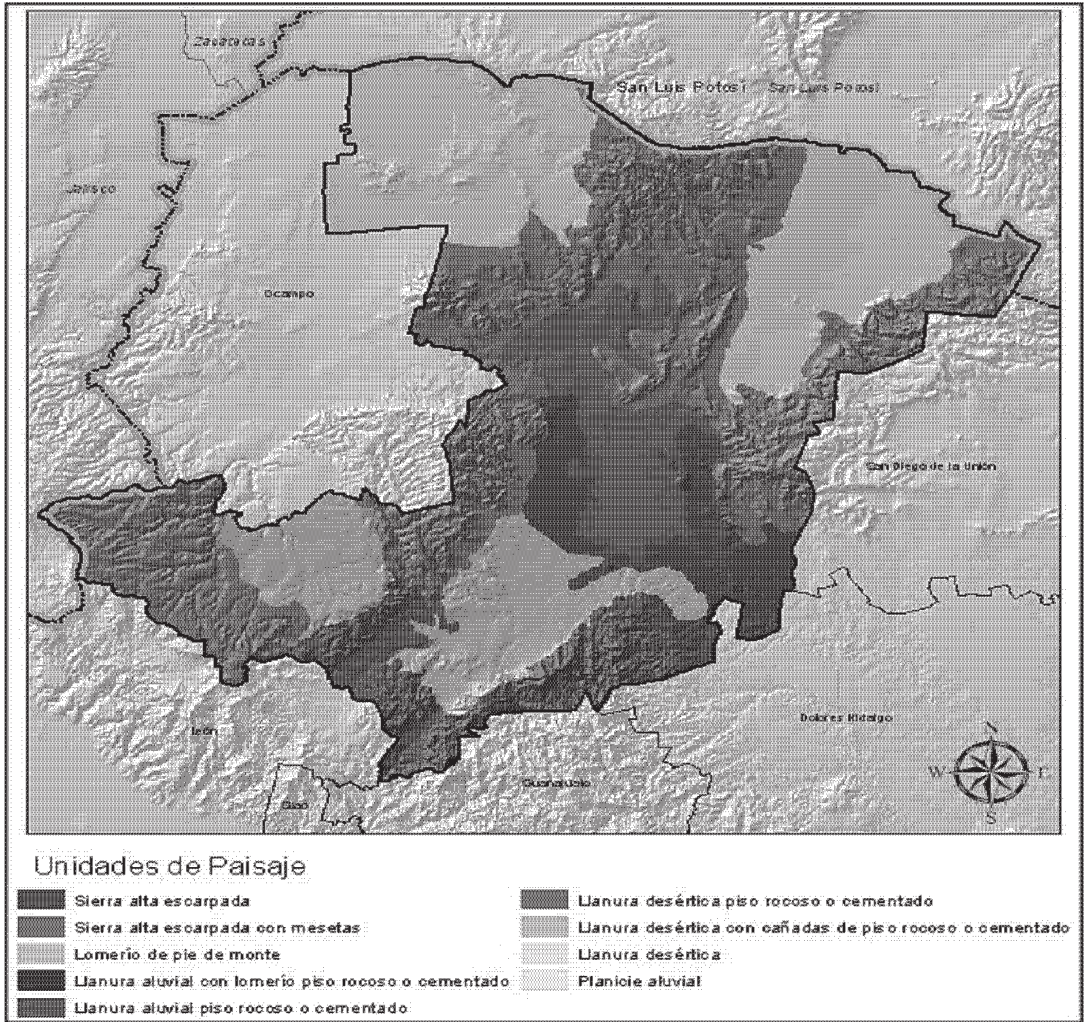 Zacatecas
San Luis Potosí San Luis Potosí
Jalisco
Ocampo
San Diego de la Unión
León
Dolores Hidalgo
Guanajuato
N
W E
S
Unidades de Paisaje
Sierra alta escarpada
Sierra alta escarpada con mesetas
Lomerío de pie de monte
Llanura aluvial con lomerío piso rocoso o cementado
Llanura aluvial piso rocoso o cementado
Llanura desértica piso rocoso o cementado
Llanura desértica con cañadas de piso rocoso o cementado
Llanura desértica
Planicie aluvial